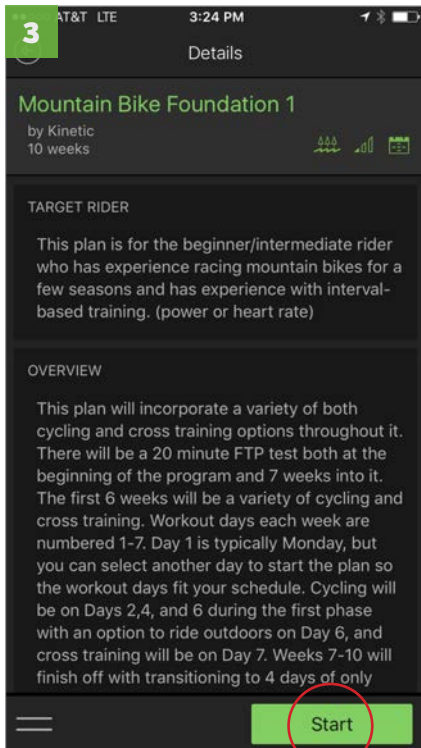 3
AT&T LTE 3:24 PM
Details
Mountain Bike Foundation 1
by Kinetic
10 weeks
TARGET RIDER
This plan is for the beginner/intermediate rider
who has experience racing mountain bikes for a
few seasons and has experience with interval-
based training. (power or heart rate)
OVERVIEW
This plan will incorporate a variety of both
cycling and cross training options throughout it.
There will be a 20 minute FTP test both at the
beginning of the program and 7 weeks into it.
The first 6 weeks will be a variety of cycling and
cross training. Workout days each week are
numbered 1-7. Day 1 is typically Monday, but
you can select another day to start the plan so
the workout days fit your schedule. Cycling will
be on Days 2,4, and 6 during the first phase
with an option to ride outdoors on Day 6, and
cross training will be on Day 7. Weeks 7-10 will
finish off with transitioning to 4 days of only
Start